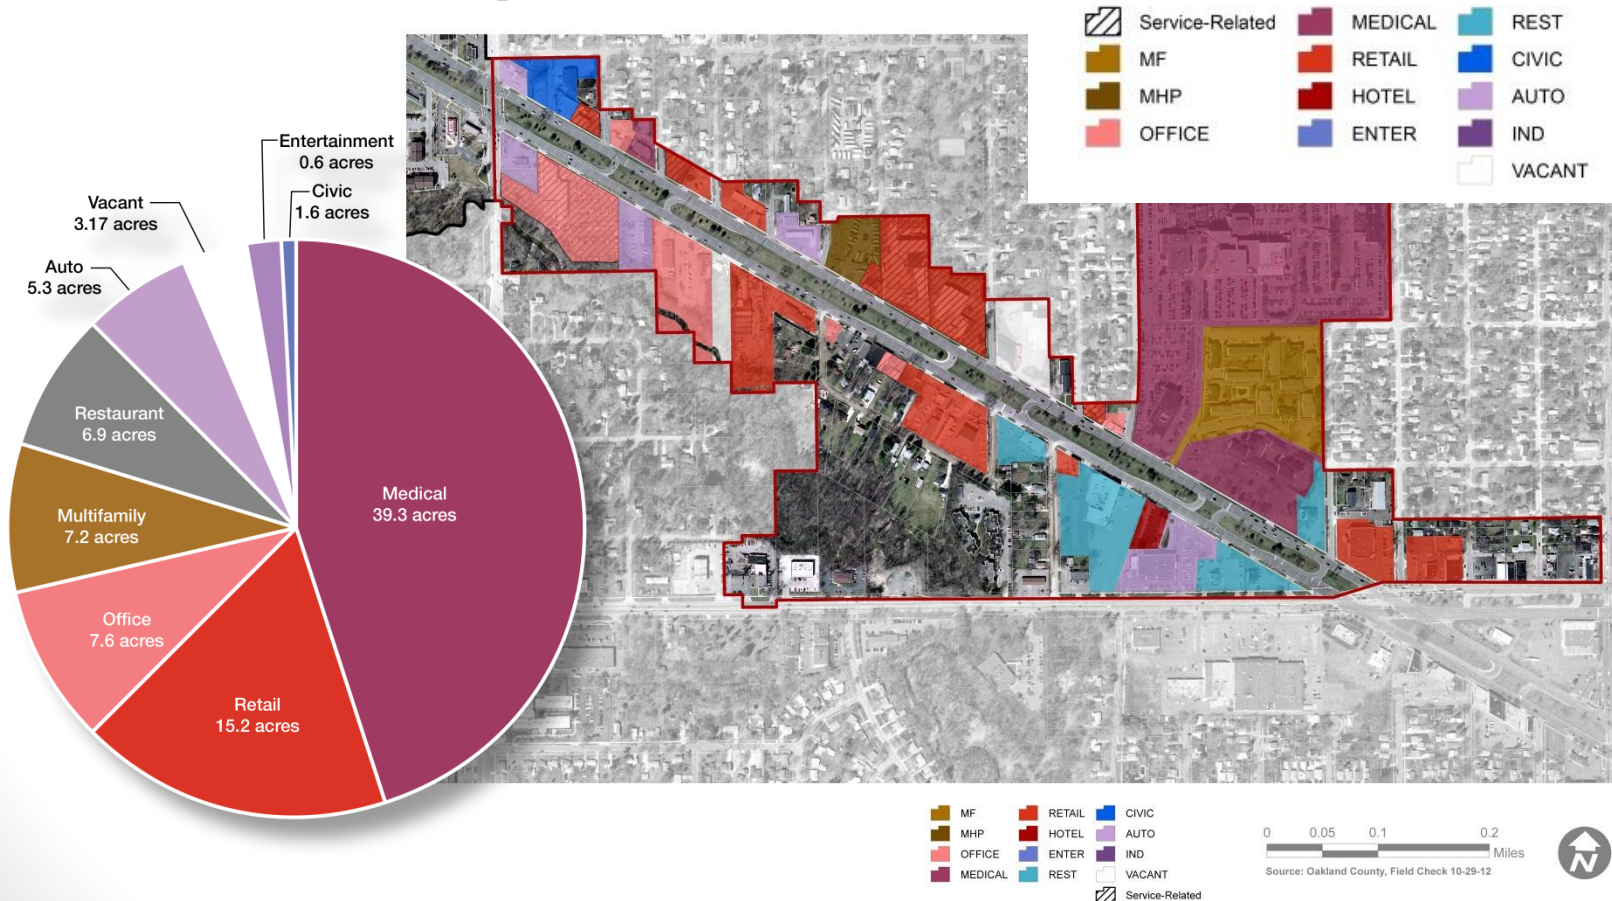 Service-Related
MEDICAL
REST
MF
RETAIL
CIVIC
MHP
HOTEL
AUTO
OFFICE
ENTER
IND
VACANT
Entertainment
0.6 acres
Civic
1.6 acres
Vacant
3.17 acres
Auto
5.3 acres
Restaurant
6.9 acres
Medical
39.3 acres
Multifamily
7.2 acres
Office
7.6 acres
Retail
15.2 acres
MF
RETAIL
CIVIC
MHP
HOTEL
AUTO
OFFICE
ENTER
IND
MEDICAL
REST
VACANT
Service-Related
0 0.05 0.1 0.2
Miles
Source: Oakland County, Field Check 10-29-12
N